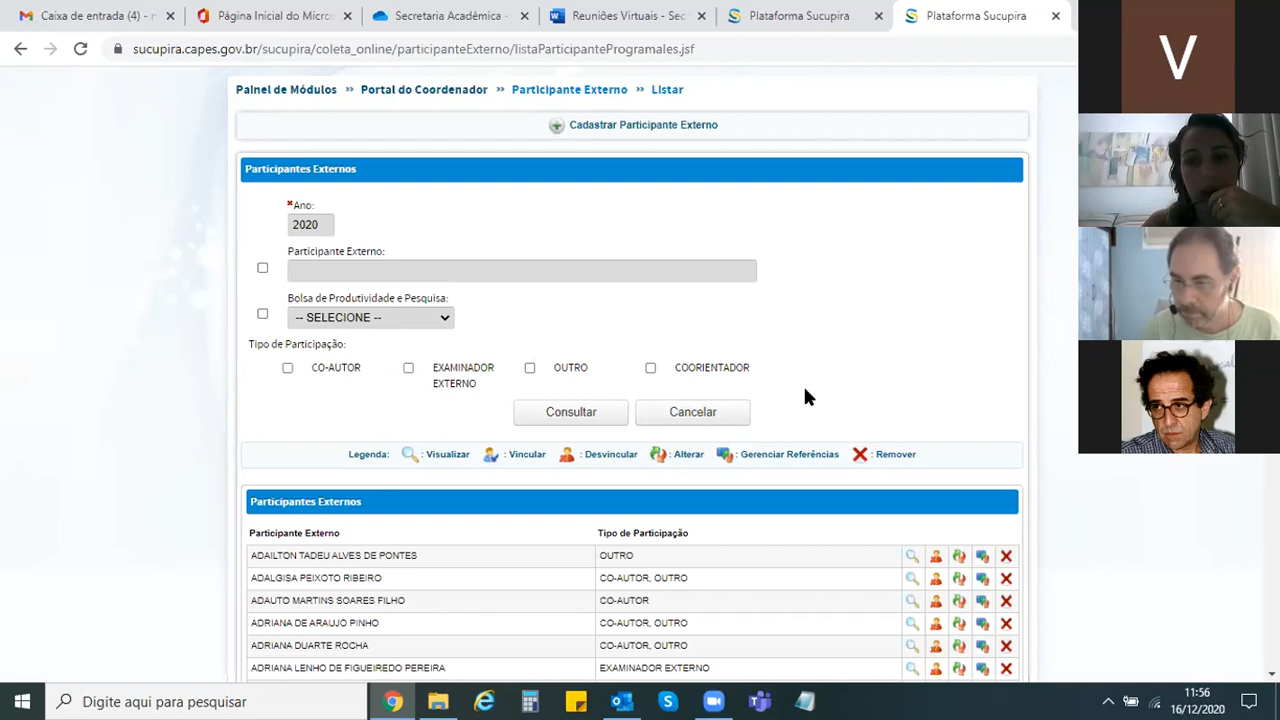 Caixa de entrada (4) -
Página Inicial do Micros
Secretaria Acadêmica -
Reuniões Virtuais - Sec
Plataforma Sucupira
Plataforma Sucupira
sucupira.capes.gov.br/sucupira/coleta_online/participanteExterno/listaParticipanteProgramaIes.jsf
V
Painel de Módulos » Portal do Coordenador » Participante Externo » Listar
Cadastrar Participante Externo
Participantes Externos
*Ano:
2020
Participante Externo:
Bolsa de Produtividade e Pesquisa:
-- SELECIONE --
Tipo de Participação:
CO-AUTOR
EXAMINADOR EXTERNO
OUTRO
COORIENTADOR
Consultar
Cancelar
Legenda: : Visualizar : Vincular : Desvincular : Alterar : Gerenciar Referências : Remover
Participantes Externos
Participante Externo Tipo de Participação
ADAILTON TADEU ALVES DE PONTES OUTRO
ADALGISA PEIXOTO RIBEIRO CO-AUTOR, OUTRO
ADAUTO MARTINS SOARES FILHO CO-AUTOR
ADRIANA DE ARAUJO PINHO CO-AUTOR, OUTRO
ADRIANA DUARTE ROCHA CO-AUTOR, OUTRO
ADRIANA LENHO DE FIGUEIREDO PEREIRA EXAMINADOR EXTERNO
Digite aqui para pesquisar
11:56
16/12/2020